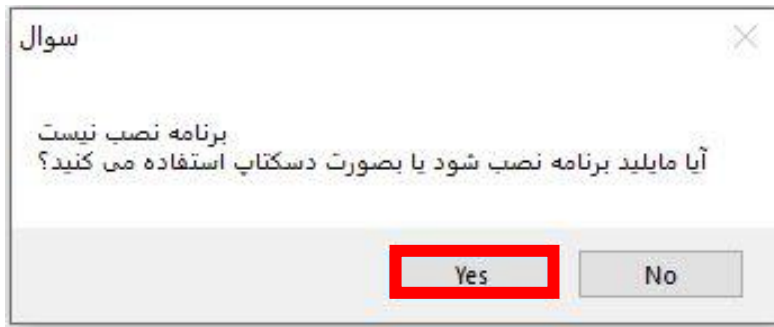 سوال
برنامه نصب نیست
آیا مایلید برنامه نصب شود یا بصورت دسکتاپ استفاده می کنید؟
Yes
No